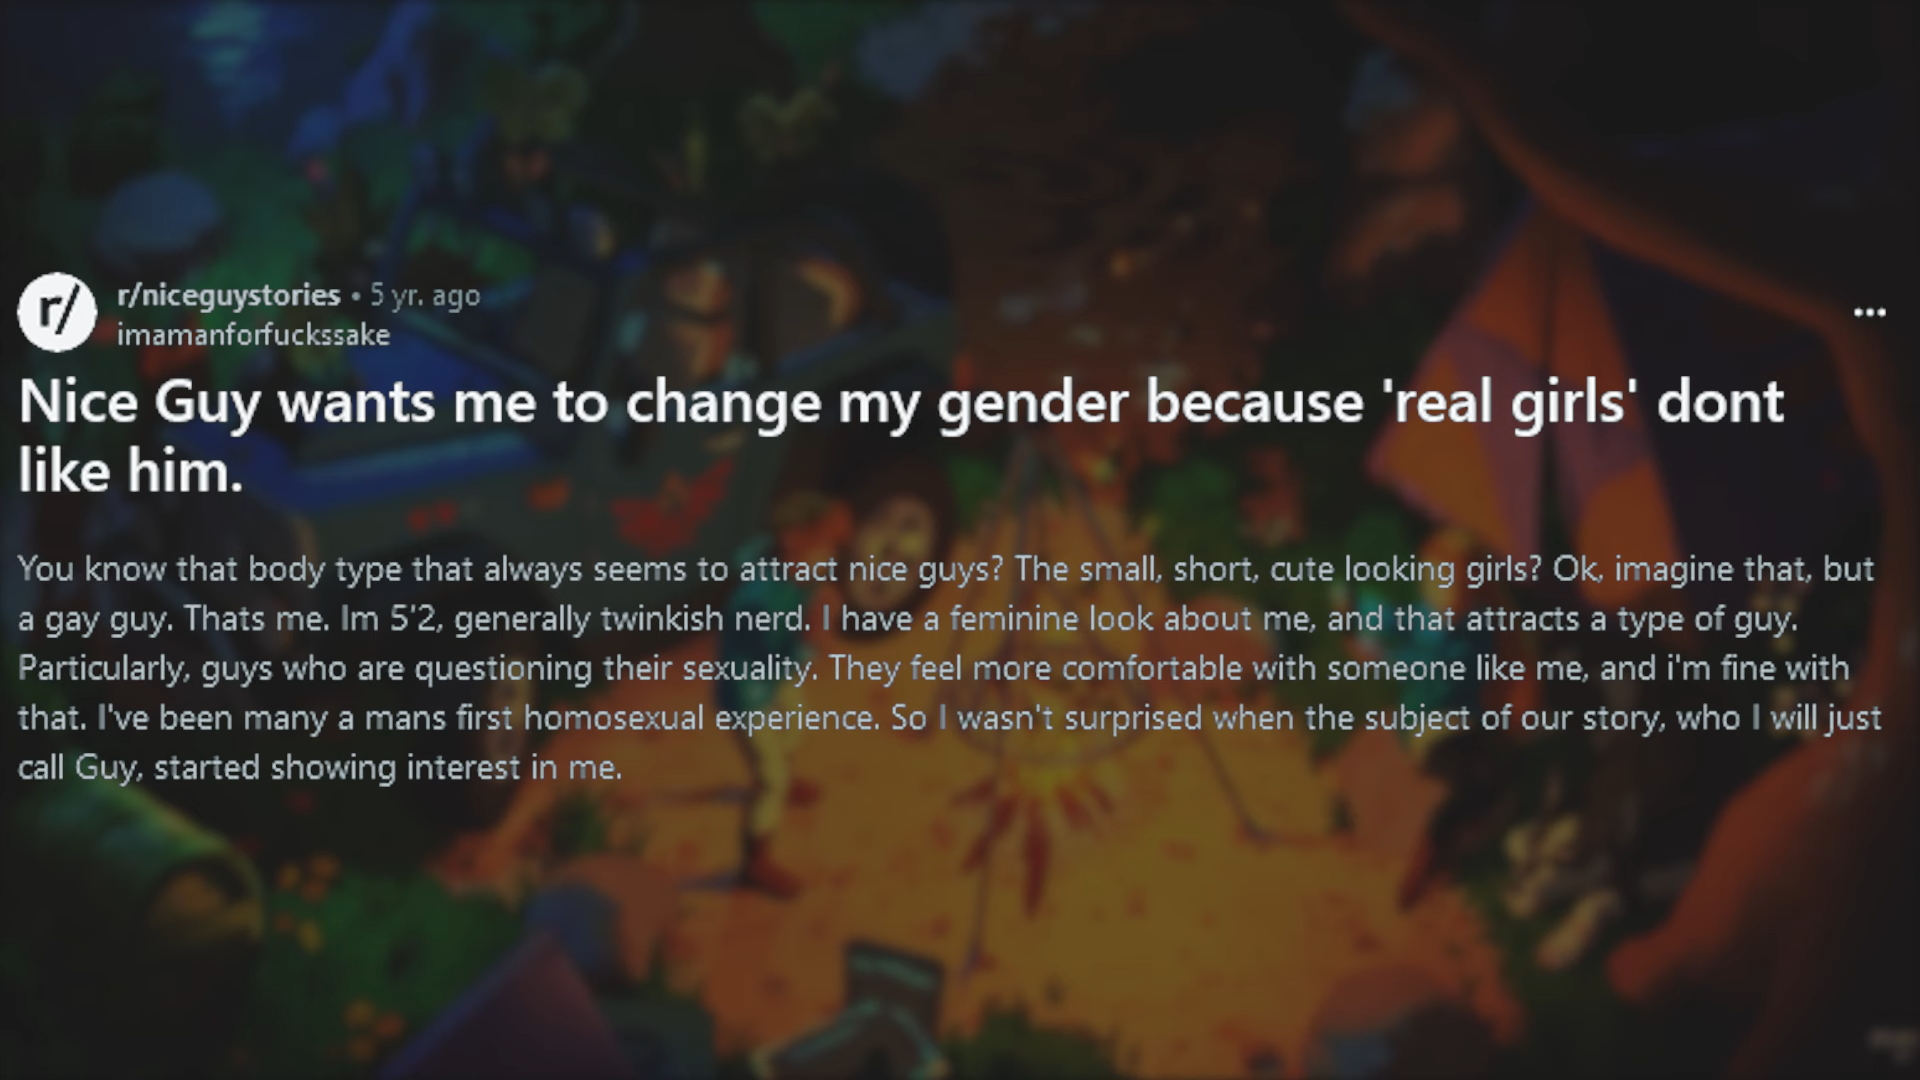 r/
r/niceguystories • 5 yr. ago
imamanforfuckssake
Nice Guy wants me to change my gender because 'real girls' dont
like him.
You know that body type that always seems to attract nice guys? The small, short, cute looking girls? Ok, imagine that, but
a gay guy. Thats me. Im 5'2, generally twinkish nerd. I have a feminine look about me, and that attracts a type of guy.
Particularly, guys who are questioning their sexuality. They feel more comfortable with someone like me, and i'm fine with
that. I've been many a mans first homosexual experience. So I wasn't surprised when the subject of our story, who I will just
call Guy, started showing interest in me.